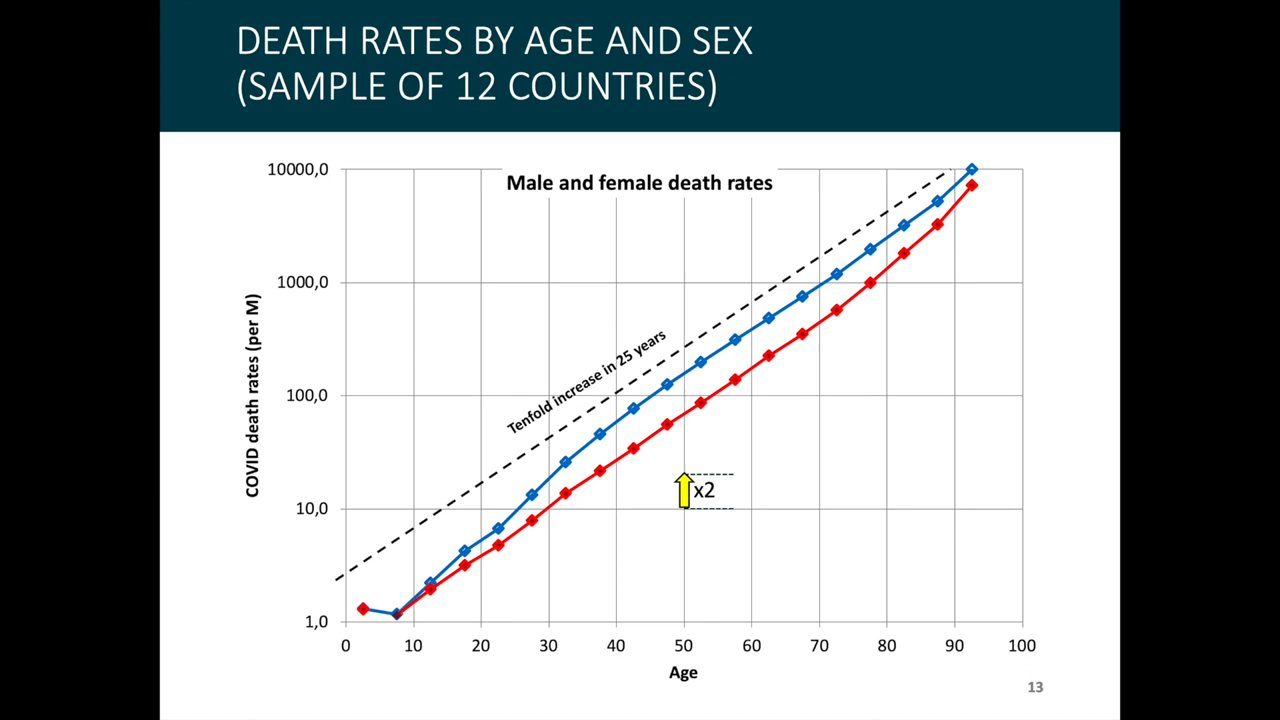 DEATH RATES BY AGE AND SEX
(SAMPLE OF 12 COUNTRIES)
Male and female death rates
10000,0
1000,0
100,0
10,0
1,0
COVID death rates (per M)
Tenfold increase in 25 years
x2
0 10 20 30 40 50 60 70 80 90 100
Age
13